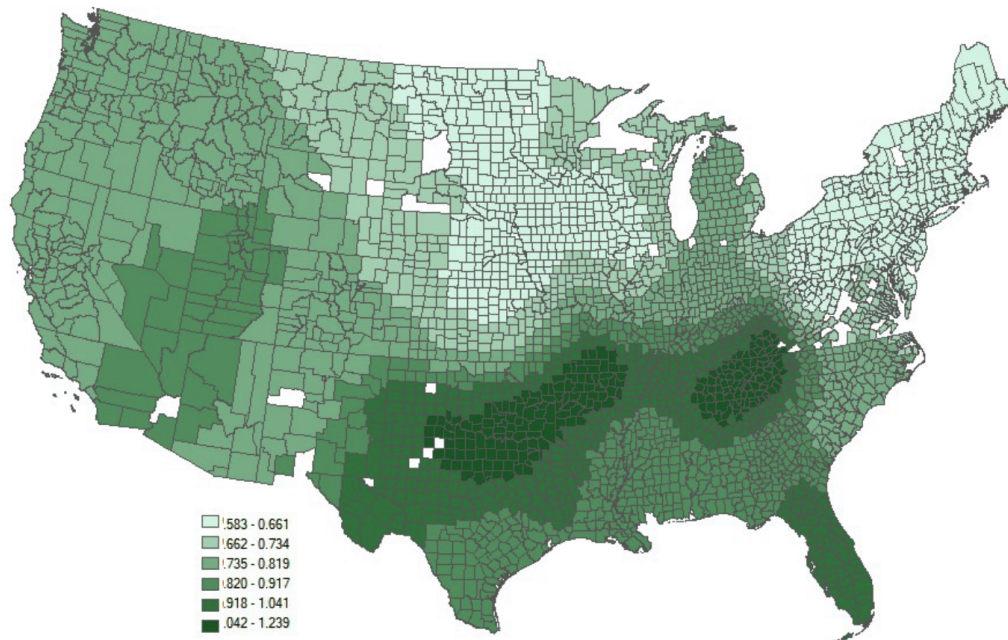 .583 - 0.661
.662 - 0.734
.735 - 0.819
.820 - 0.917
.918 - 1.041
.042 - 1.239